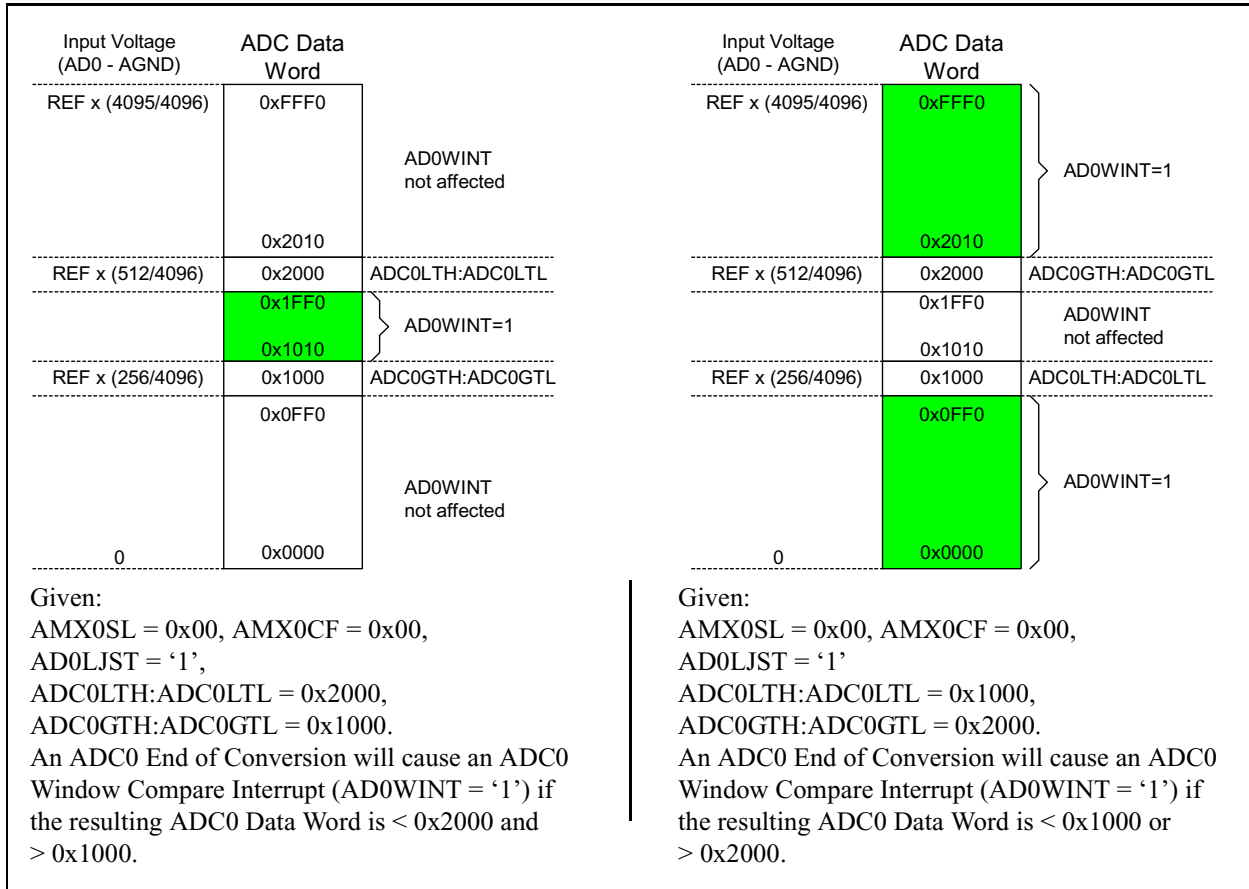 Input Voltage
(AD0 - AGND)
ADC Data
Word
REF x (4095/4096)
0xFFF0
AD0WINT
not affected
0x2010
REF x (512/4096)
0x2000
ADC0LTH:ADC0LTL
0x1FF0
AD0WINT=1
0x1010
REF x (256/4096)
0x1000
ADC0GTH:ADC0GTL
0x0FF0
AD0WINT
not affected
0
0x0000
Given:
AMX0SL = 0x00, AMX0CF = 0x00,
AD0LJST = ‘1’,
ADC0LTH:ADC0LTL = 0x2000,
ADC0GTH:ADC0GTL = 0x1000.
An ADC0 End of Conversion will cause an ADC0
Window Compare Interrupt (AD0WINT = ‘1’) if
the resulting ADC0 Data Word is < 0x2000 and
> 0x1000.
Input Voltage
(AD0 - AGND)
ADC Data
Word
REF x (4095/4096)
0xFFF0
AD0WINT=1
0x2010
REF x (512/4096)
0x2000
ADC0GTH:ADC0GTL
0x1FF0
AD0WINT
not affected
0x1010
REF x (256/4096)
0x1000
ADC0LTH:ADC0LTL
0x0FF0
AD0WINT=1
0
0x0000
Given:
AMX0SL = 0x00, AMX0CF = 0x00,
AD0LJST = ‘1’
ADC0LTH:ADC0LTL = 0x1000,
ADC0GTH:ADC0GTL = 0x2000.
An ADC0 End of Conversion will cause an ADC0
Window Compare Interrupt (AD0WINT = ‘1’) if
the resulting ADC0 Data Word is < 0x1000 or
> 0x2000.